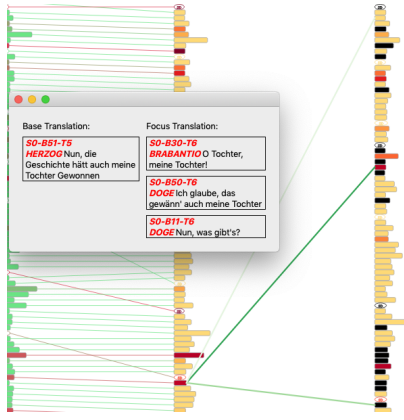 Base Translation:
S0-B51-T5
HERZOG Nun, die
Geschichte hätt auch meine
Tochter Gewonnen
Focus Translation:
S0-B30-T6
BRABANTIO O Tochter,
meine Tochter!
S0-B50-T6
DOGE Ich glaube, das
gewänn' auch meine Tochter
S0-B11-T6
DOGE Nun, was gibt's?